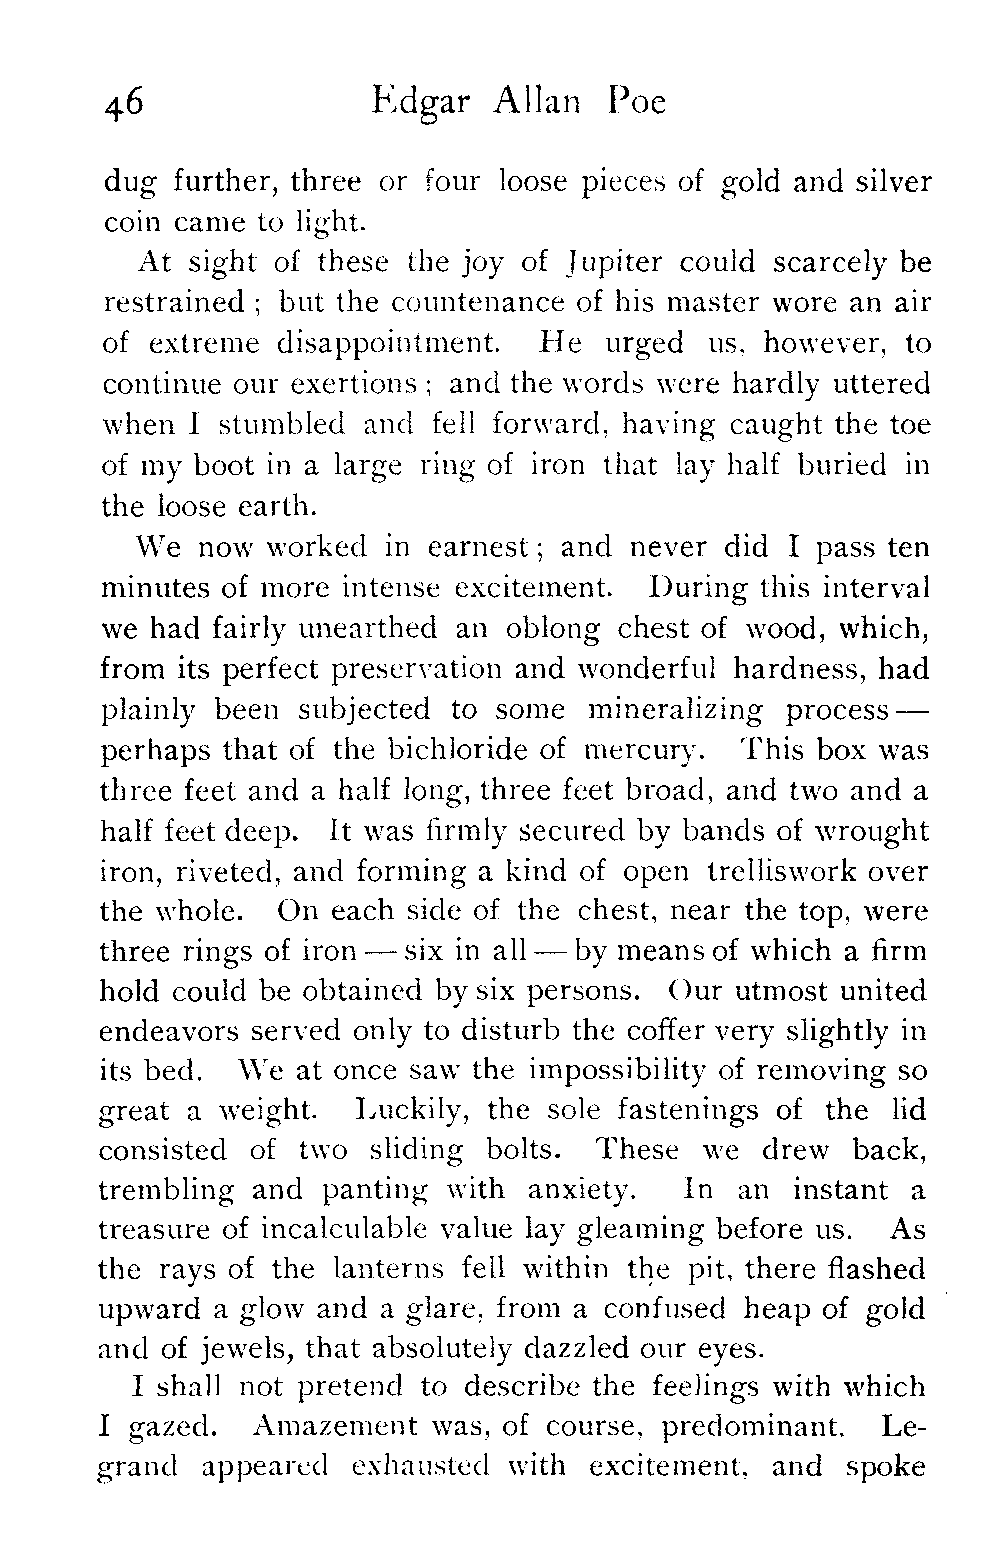 46 Edgar Allan Poe
dug further, three or four loose pieces of gold and silver
coin came to light.
At sight of these the joy of Jupiter could scarcely be
restrained ; but the countenance of his master wore an air
of extreme disappointment. He urged us, however, to
continue our exertions ; and the words were hardly uttered
when I stumbled and fell forward, having caught the toe
of my boot in a large ring of iron that lay half buried in
the loose earth.
We now worked in earnest ; and never did I pass ten
minutes of more intense excitement. During this interval
we had fairly unearthed an oblong chest of wood, which,
from its perfect preservation and wonderful hardness, had
plainly been subjected to some mineralizing process —
perhaps that of the bichloride of mercury. This box was
three feet and a half long, three feet broad, and two and a
half feet deep. It was firmly secured by bands of wrought
iron, riveted, and forming a kind of open trelliswork over
the whole. On each side of the chest, near the top, were
three rings of iron — six in all — by means of which a firm
hold could be obtained by six persons. Our utmost united
endeavors served only to disturb the coffer very slightly in
its bed. We at once saw the impossibility of removing so
great a weight. Luckily, the sole fastenings of the lid
consisted of two sliding bolts. These we drew back,
trembling and panting with anxiety. In an instant a
treasure of incalculable value lay gleaming before us. As
the rays of the lanterns fell within the pit, there flashed
upward a glow and a glare, from a confused heap of gold
and of jewels, that absolutely dazzled our eyes.
I shall not pretend to describe the feelings with which
I gazed. Amazement was, of course, predominant. Le-
grand appeared exhausted with excitement, and spoke